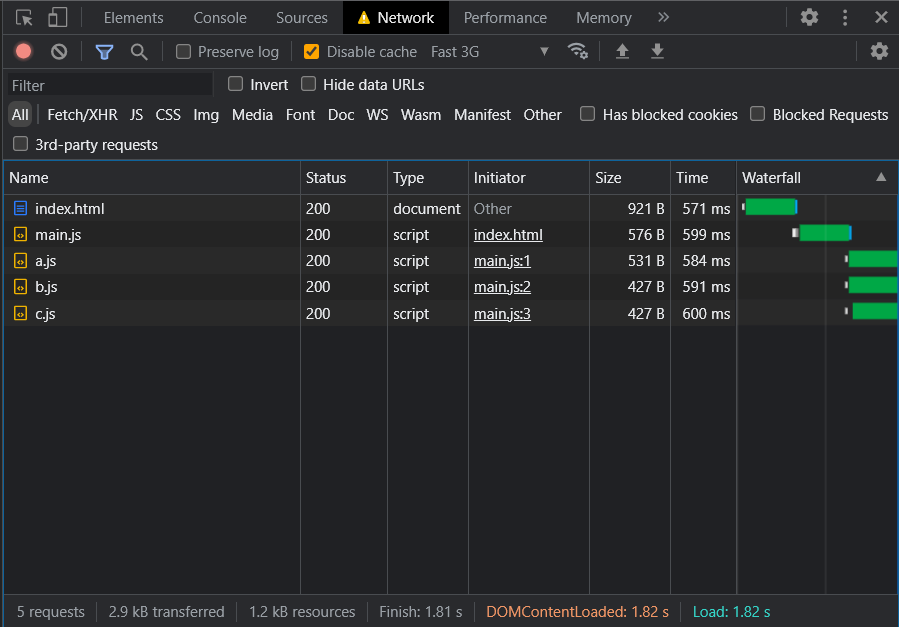 Elements Console Sources Network Performance Memory
Preserve log Disable cache Fast 3G
Filter Invert Hide data URLs
All Fetch/XHR JS CSS Img Media Font Doc WS Wasm Manifest Other Has blocked cookies Blocked Requests
3rd-party requests
Name Status Type Initiator Size Time Waterfall
index.html 200 document Other 921 B 571 ms
main.js 200 script index.html 576 B 599 ms
a.js 200 script main.js:1 531 B 584 ms
b.js 200 script main.js:2 427 B 591 ms
c.js 200 script main.js:3 427 B 600 ms
5 requests 2.9 kB transferred 1.2 kB resources Finish: 1.81 s DOMContentLoaded: 1.82 s Load: 1.82 s